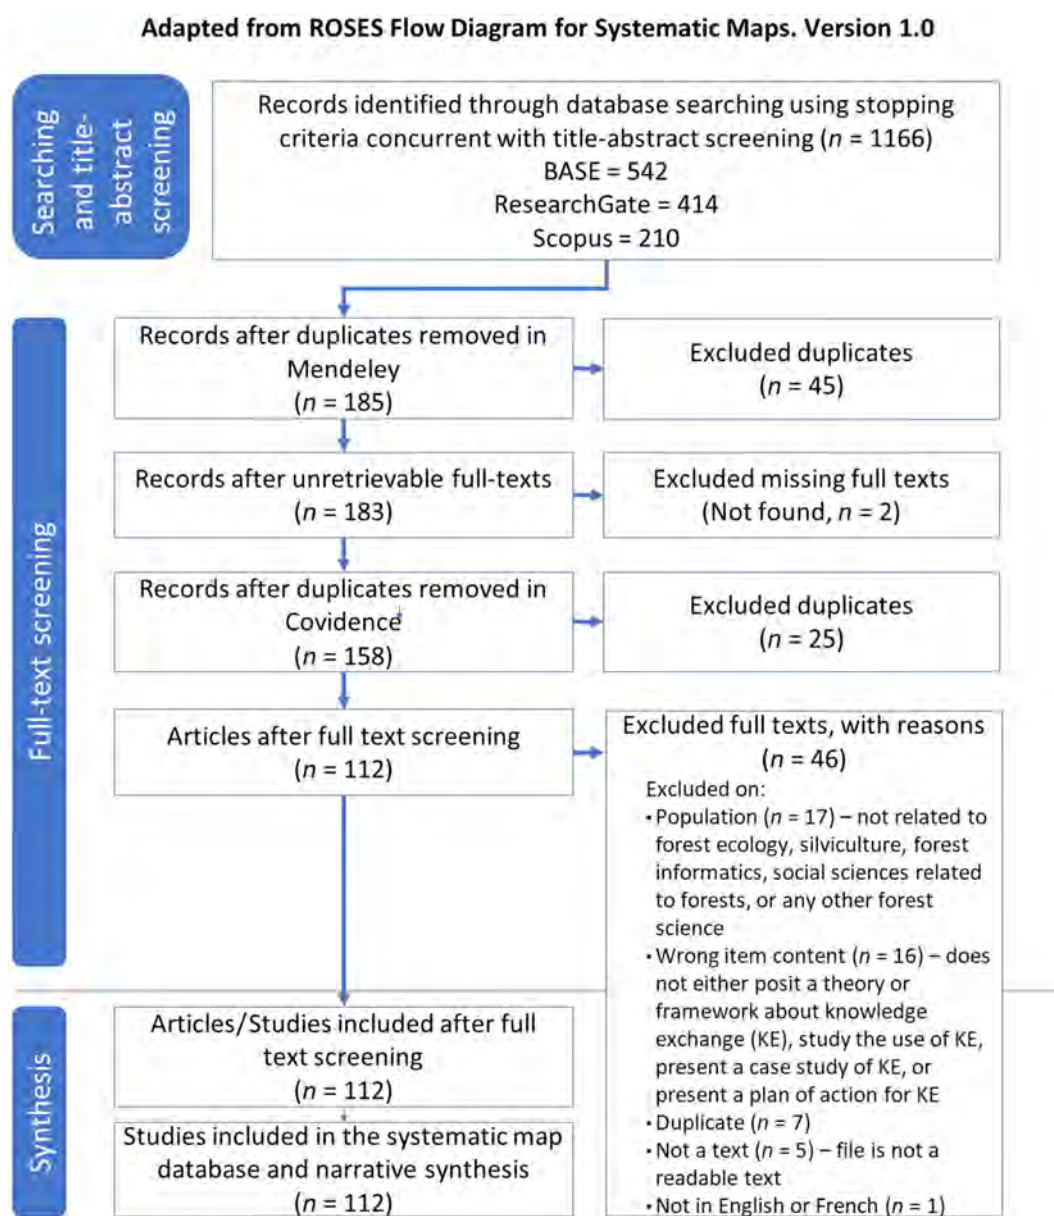 Adapted from ROSES Flow Diagram for Systematic Maps. Version 1.0
Searching
and title-
abstract
screening
Records identified through database searching using stopping
criteria concurrent with title-abstract screening (n = 1166)
BASE = 542
ResearchGate = 414
Scopus = 210
Full-text screening
Records after duplicates removed in
Mendeley
(n = 185)
Excluded duplicates
(n = 45)
Records after unretrievable full-texts
(n = 183)
Excluded missing full texts
(Not found, n = 2)
Records after duplicates removed in
Covidence
(n = 158)
Excluded duplicates
(n = 25)
Articles after full text screening
(n = 112)
Excluded full texts, with reasons
(n = 46)
Excluded on:
• Population (n = 17) – not related to
forest ecology, silviculture, forest
informatics, social sciences related
to forests, or any other forest
science
• Wrong item content (n = 16) – does
not either posit a theory or
framework about knowledge
exchange (KE), study the use of KE,
present a case study of KE, or
present a plan of action for KE
• Duplicate (n = 7)
• Not a text (n = 5) – file is not a
readable text
• Not in English or French (n = 1)
Synthesis
Articles/Studies included after full
text screening
(n = 112)
Studies included in the systematic map
database and narrative synthesis
(n = 112)